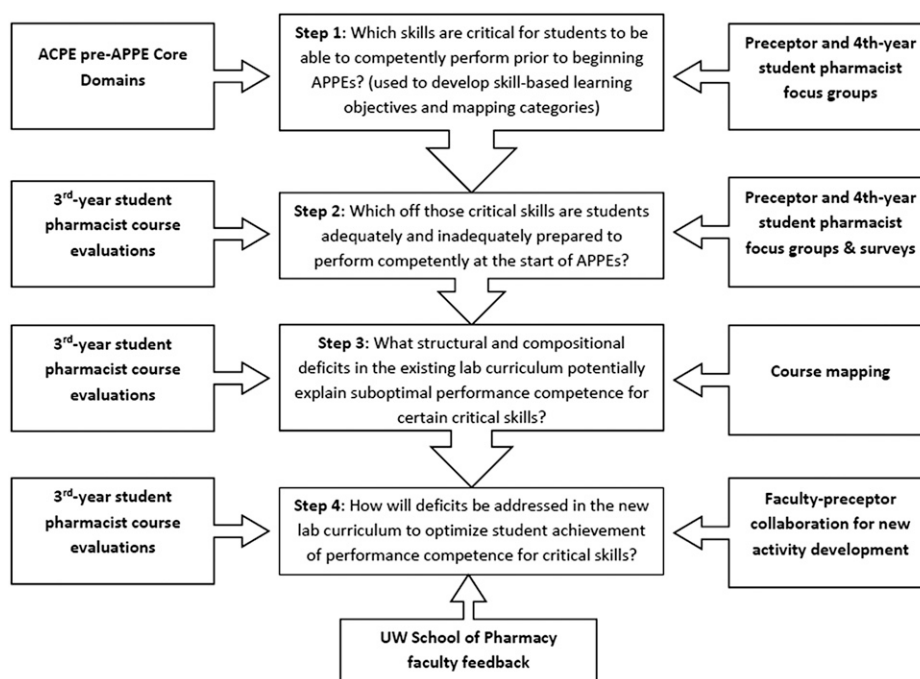 ACPE pre-APPE Core
Domains
Step 1: Which skills are critical for students to be
able to competently perform prior to beginning
APPEs? (used to develop skill-based learning
objectives and mapping categories)
Preceptor and 4th-year
student pharmacist
focus groups
3rd-year student
pharmacist course
evaluations
Step 2: Which off those critical skills are students
adequately and inadequately prepared to
perform competently at the start of APPEs?
Preceptor and 4th-year
student pharmacist
focus groups & surveys
3rd-year student
pharmacist course
evaluations
Step 3: What structural and compositional
deficits in the existing lab curriculum potentially
explain suboptimal performance competence for
certain critical skills?
Course mapping
3rd-year student
pharmacist course
evaluations
Step 4: How will deficits be addressed in the new
lab curriculum to optimize student achievement
of performance competence for critical skills?
Faculty-preceptor
collaboration for new
activity development
UW School of Pharmacy
faculty feedback